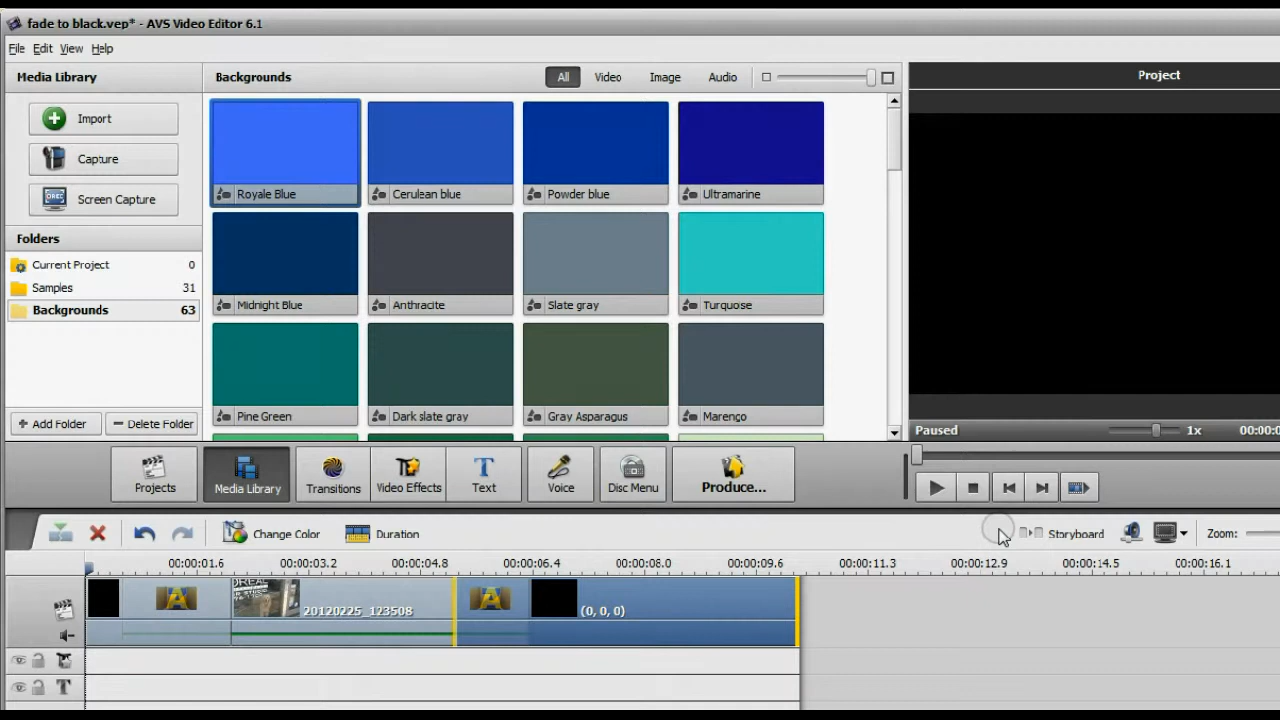 fade to black.vep* - AVS Video Editor 6.1
File Edit View Help
Media Library
Backgrounds
All Video Image Audio
Project
Import
Capture
Screen Capture
Folders
Current Project 0
Samples 31
Backgrounds 63
Add Folder
Delete Folder
Royale Blue
Cerulean blue
Powder blue
Ultramarine
Midnight Blue
Anthracite
Slate gray
Turquoise
Pine Green
Dark slate gray
Gray Asparagus
Marengo
Paused
1x
00:00:0
Projects
Media Library
Transitions
Video Effects
Text
Voice
Disc Menu
Produce...
Change Color
Duration
Storyboard
Zoom:
00:00:01.6 00:00:03.2 00:00:04.8 00:00:06.4 00:00:08.0 00:00:09.6 00:00:11.3 00:00:12.9 00:00:14.5 00:00:16.1
20120225_123508
(0, 0, 0)